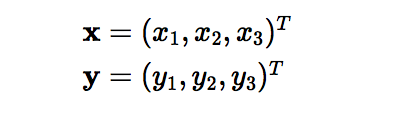 𝐱 = (x₁, x₂, x₃)ᵀ
𝐲 = (y₁, y₂, y₃)ᵀ